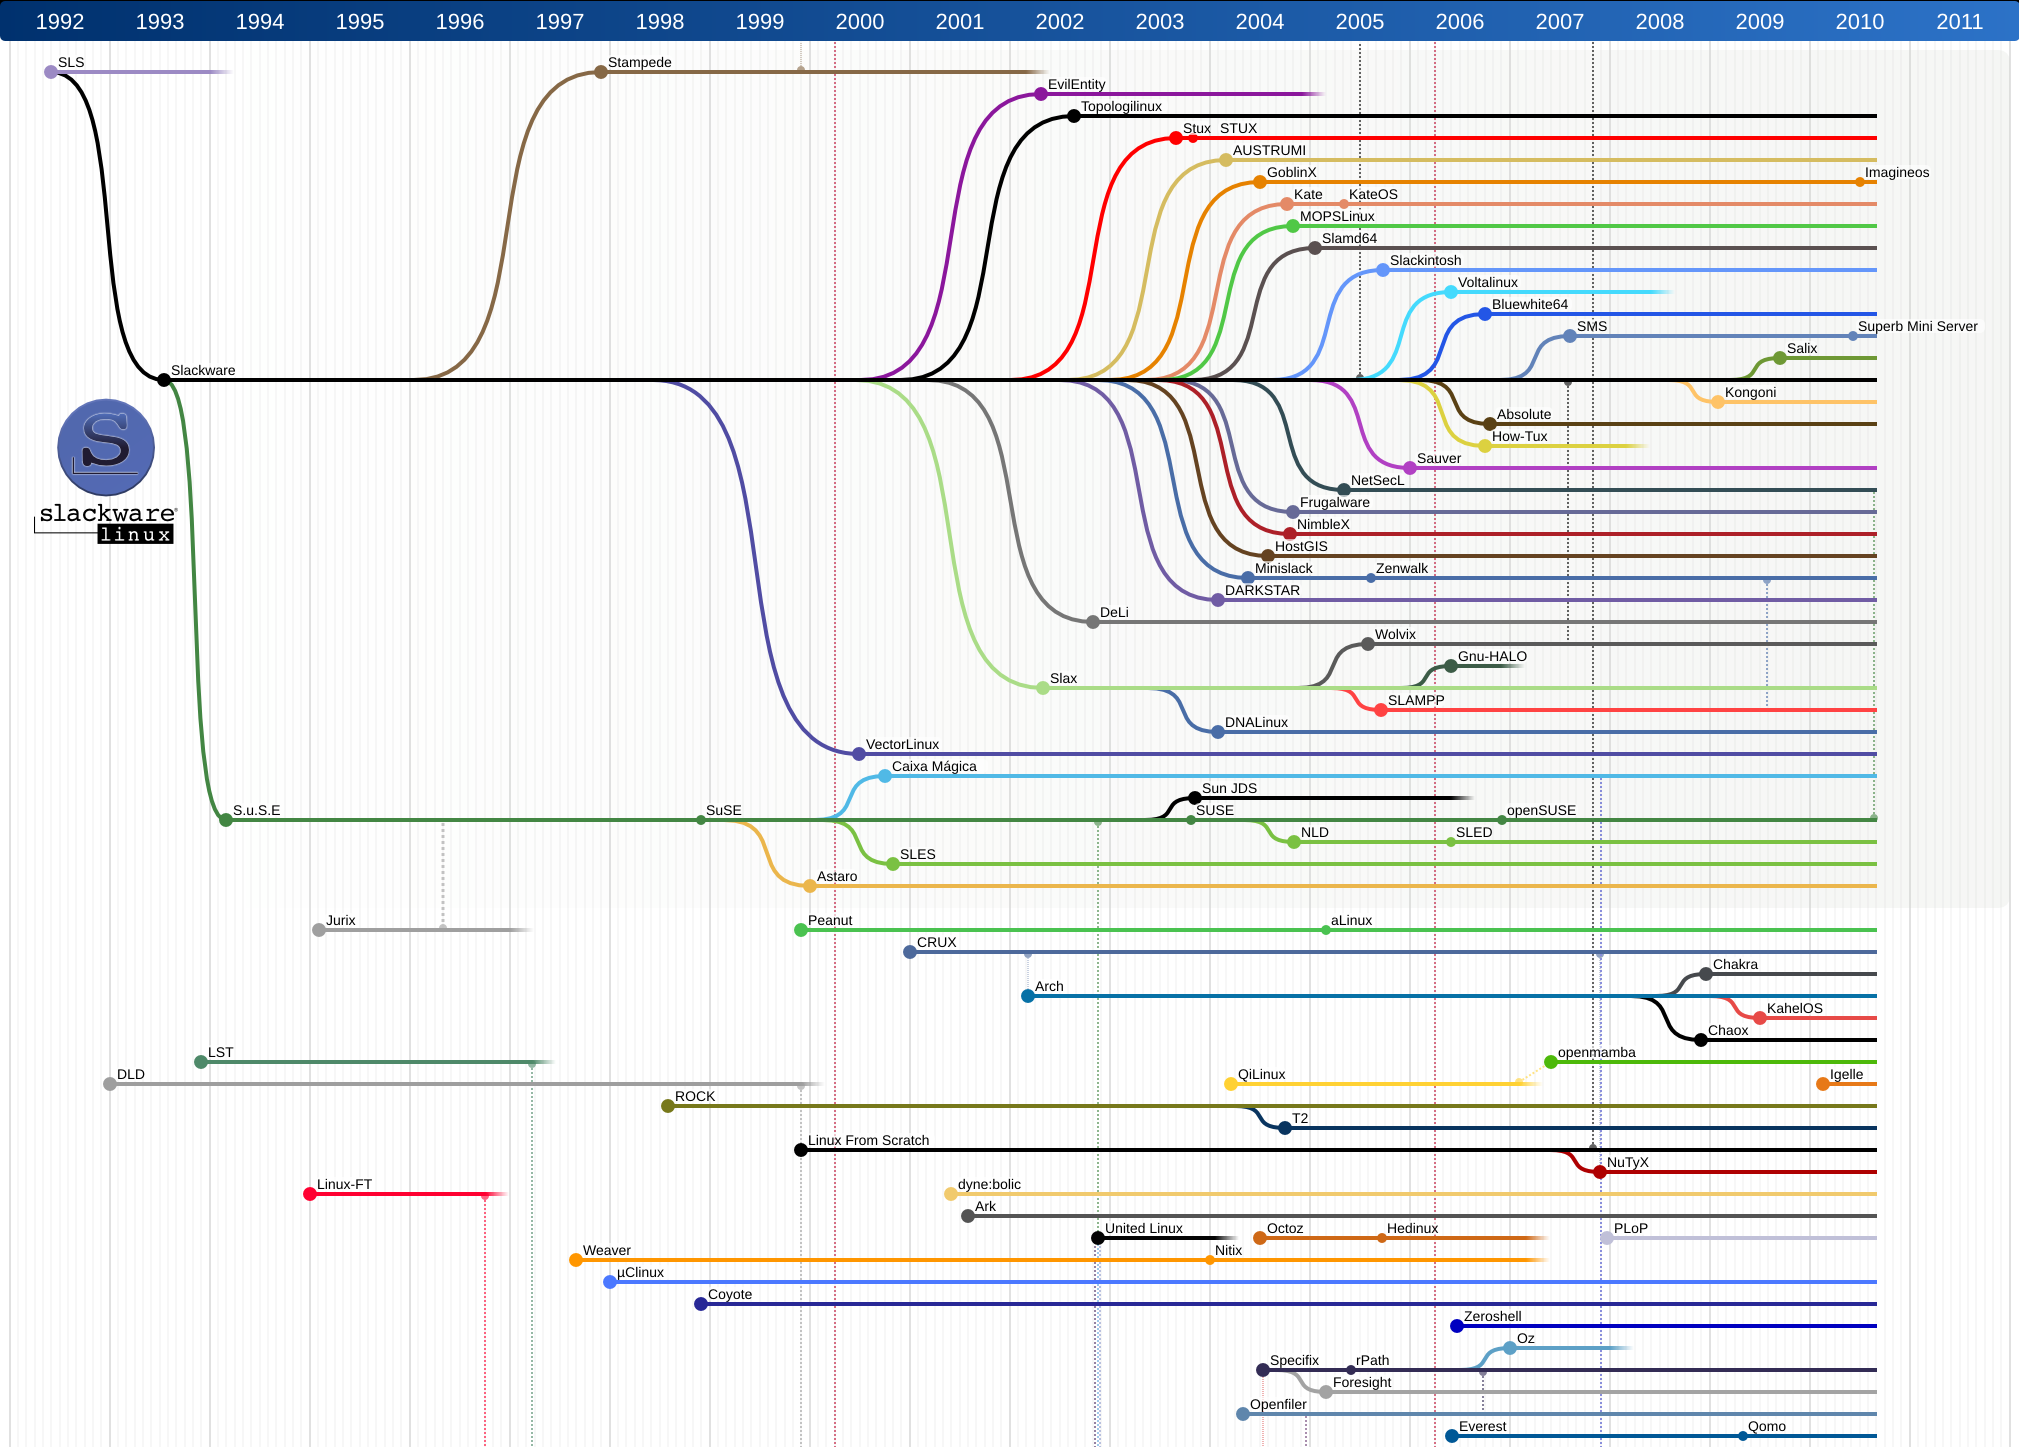 1992 1993 1994 1995 1996 1997 1998 1999 2000 2001 2002 2003 2004 2005 2006 2007 2008 2009 2010 2011
SLS Stampede
EvilEntity
Topologilinux
Stux STUX
AUSTRUMI
GoblinX Imagineos
Kate KateOS
MOPSLinux
Slamd64
Slackintosh
Voltalinux
Bluewhite64
SMS Superb Mini Server
Salix
Slackware
Kongoni
Absolute
How-Tux
Sauver
NetSecL
S
slackware®
linux
Frugalware
NimbleX
HostGIS
Minislack Zenwalk
DARKSTAR
DeLi
Wolvix
Gnu-HALO
Slax
SLAMPP
DNALinux
VectorLinux
Caixa Mágica
Sun JDS
S.u.S.E SuSE SUSE openSUSE
NLD SLED
SLES
Astaro
Jurix Peanut aLinux
CRUX
Chakra
Arch
KahelOS
Chaox
LST openmamba
DLD QiLinux Igelle
ROCK
T2
Linux From Scratch
NuTyX
Linux-FT dyne:bolic
Ark
United Linux Octoz Hedinux PLoP
Weaver Nitix
µClinux
Coyote
Zeroshell
Oz
Specifix rPath
Foresight
Openfiler
Everest Qomo